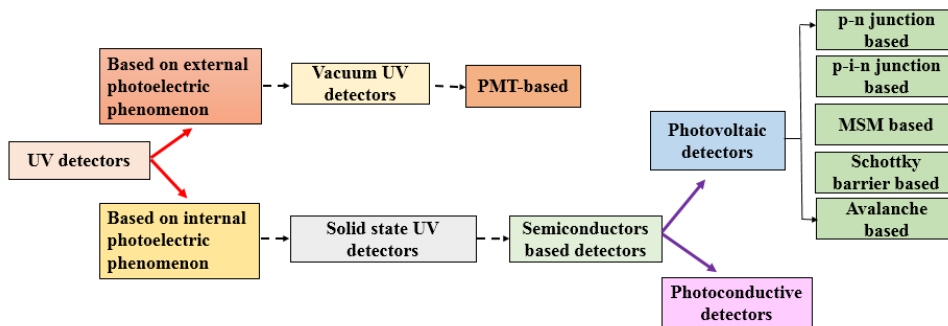 UV detectors
Based on external
photoelectric
phenomenon
Vacuum UV
detectors
PMT-based
Based on internal
photoelectric
phenomenon
Solid state UV
detectors
Semiconductors
based detectors
Photovoltaic
detectors
Photoconductive
detectors
p-n junction
based
p-i-n junction
based
MSM based
Schottky
barrier based
Avalanche
based